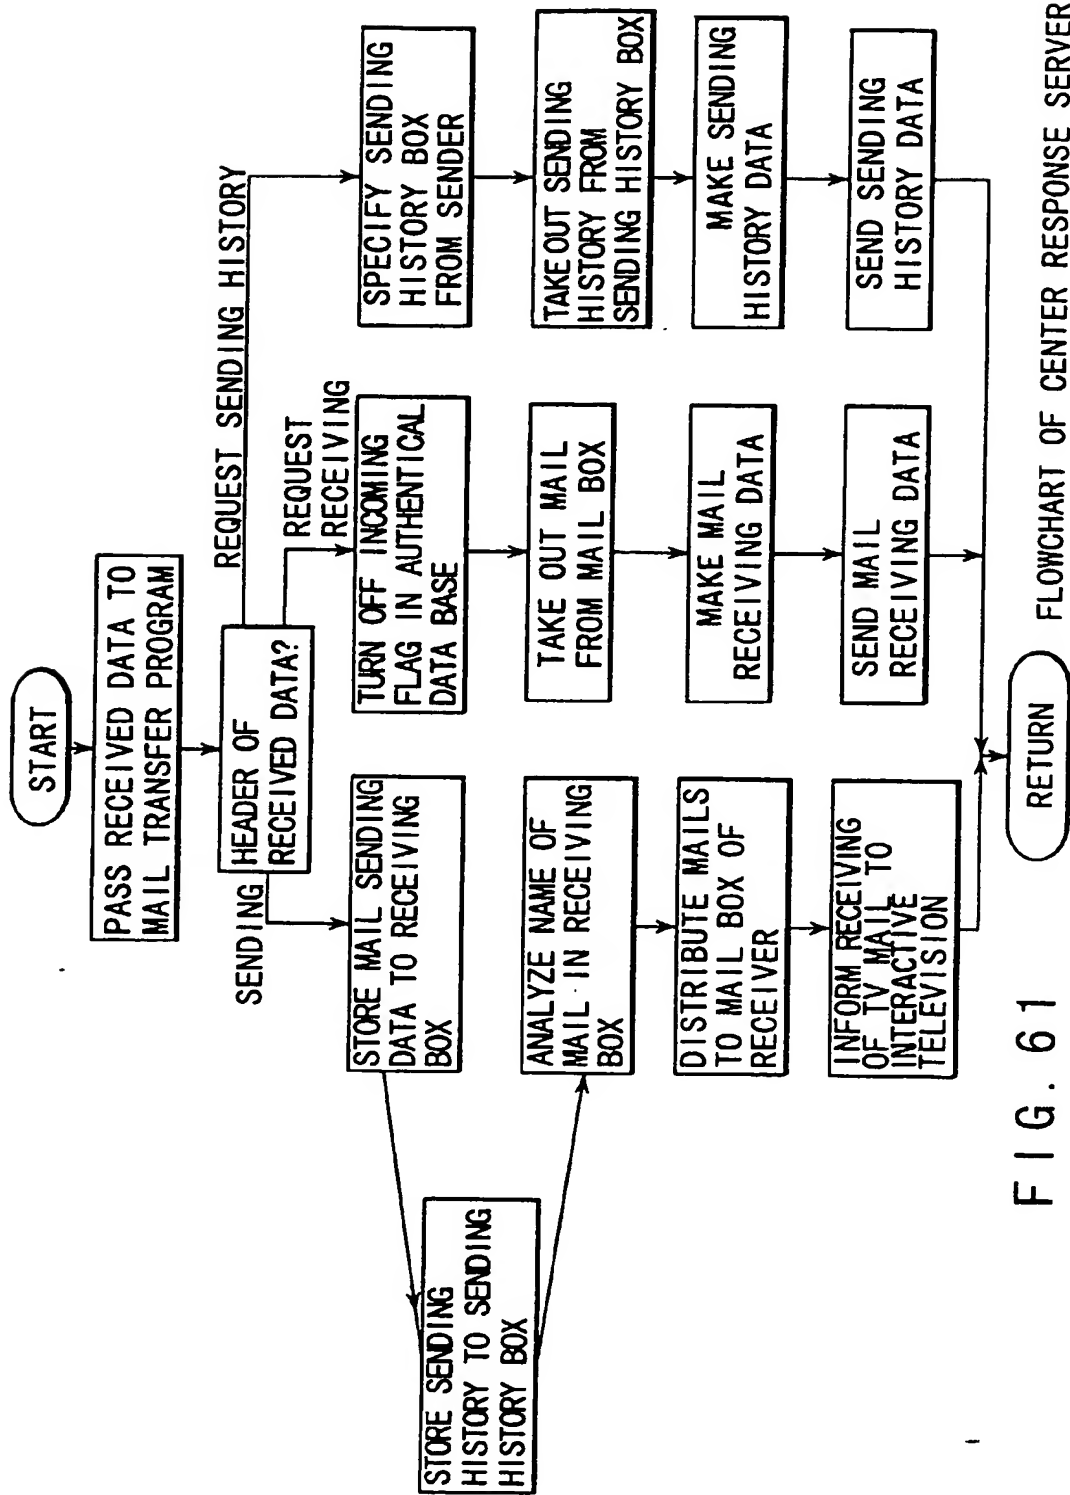 START
PASS RECEIVED DATA TO
MAIL TRANSFER PROGRAM
HEADER OF
RECEIVED DATA?
SENDING
REQUEST RECEIVING
REQUEST SENDING HISTORY
STORE MAIL SENDING
DATA TO RECEIVING
BOX
STORE SENDING
HISTORY TO SENDING
HISTORY BOX
ANALYZE NAME OF
MAIL IN RECEIVING
BOX
DISTRIBUTE MAILS
TO MAIL BOX OF
RECEIVER
INFORM RECEIVING
OF TV MAIL TO
INTERACTIVE
TELEVISION
TURN OFF INCOMING
FLAG IN AUTHENTICAL
DATA BASE
TAKE OUT MAIL
FROM MAIL BOX
MAKE MAIL
RECEIVING DATA
SEND MAIL
RECEIVING DATA
SPECIFY SENDING
HISTORY BOX
FROM SENDER
TAKE OUT SENDING
HISTORY FROM
SENDING HISTORY BOX
MAKE SENDING
HISTORY DATA
SEND SENDING
HISTORY DATA
RETURN
FIG. 61
FLOWCHART OF CENTER RESPONSE SERVER